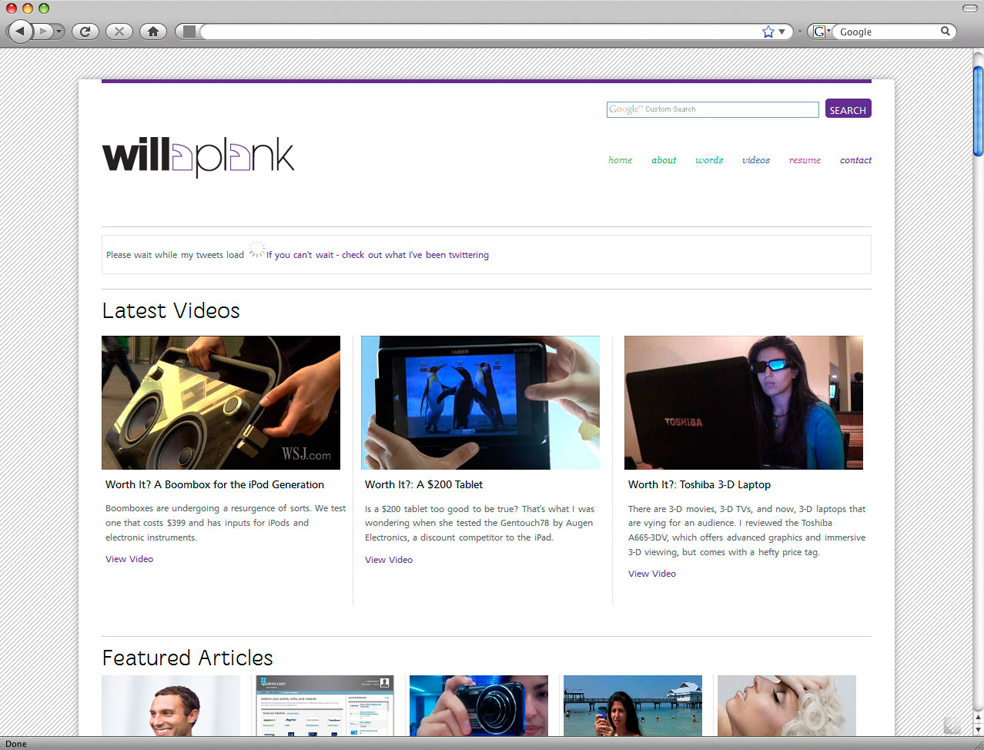 Google
Google™ Custom Search
SEARCH
willaplank
home about words videos resume contact
Please wait while my tweets load If you can't wait - check out what I've been twittering
Latest Videos
WSJ.com
TOSHIBA
Worth It? A Boombox for the iPod Generation
Boomboxes are undergoing a resurgence of sorts. We test
one that costs $399 and has inputs for iPods and
electronic instruments.
View Video
Worth It?: A $200 Tablet
Is a $200 tablet too good to be true? That's what I was
wondering when she tested the Gentouch78 by Augen
Electronics, a discount competitor to the iPad.
View Video
Worth It?: Toshiba 3-D Laptop
There are 3-D movies, 3-D TVs, and now, 3-D laptops that
are vying for an audience. I reviewed the Toshiba
A665-3DV, which offers advanced graphics and immersive
3-D viewing, but comes with a hefty price tag.
View Video
Featured Articles
Done